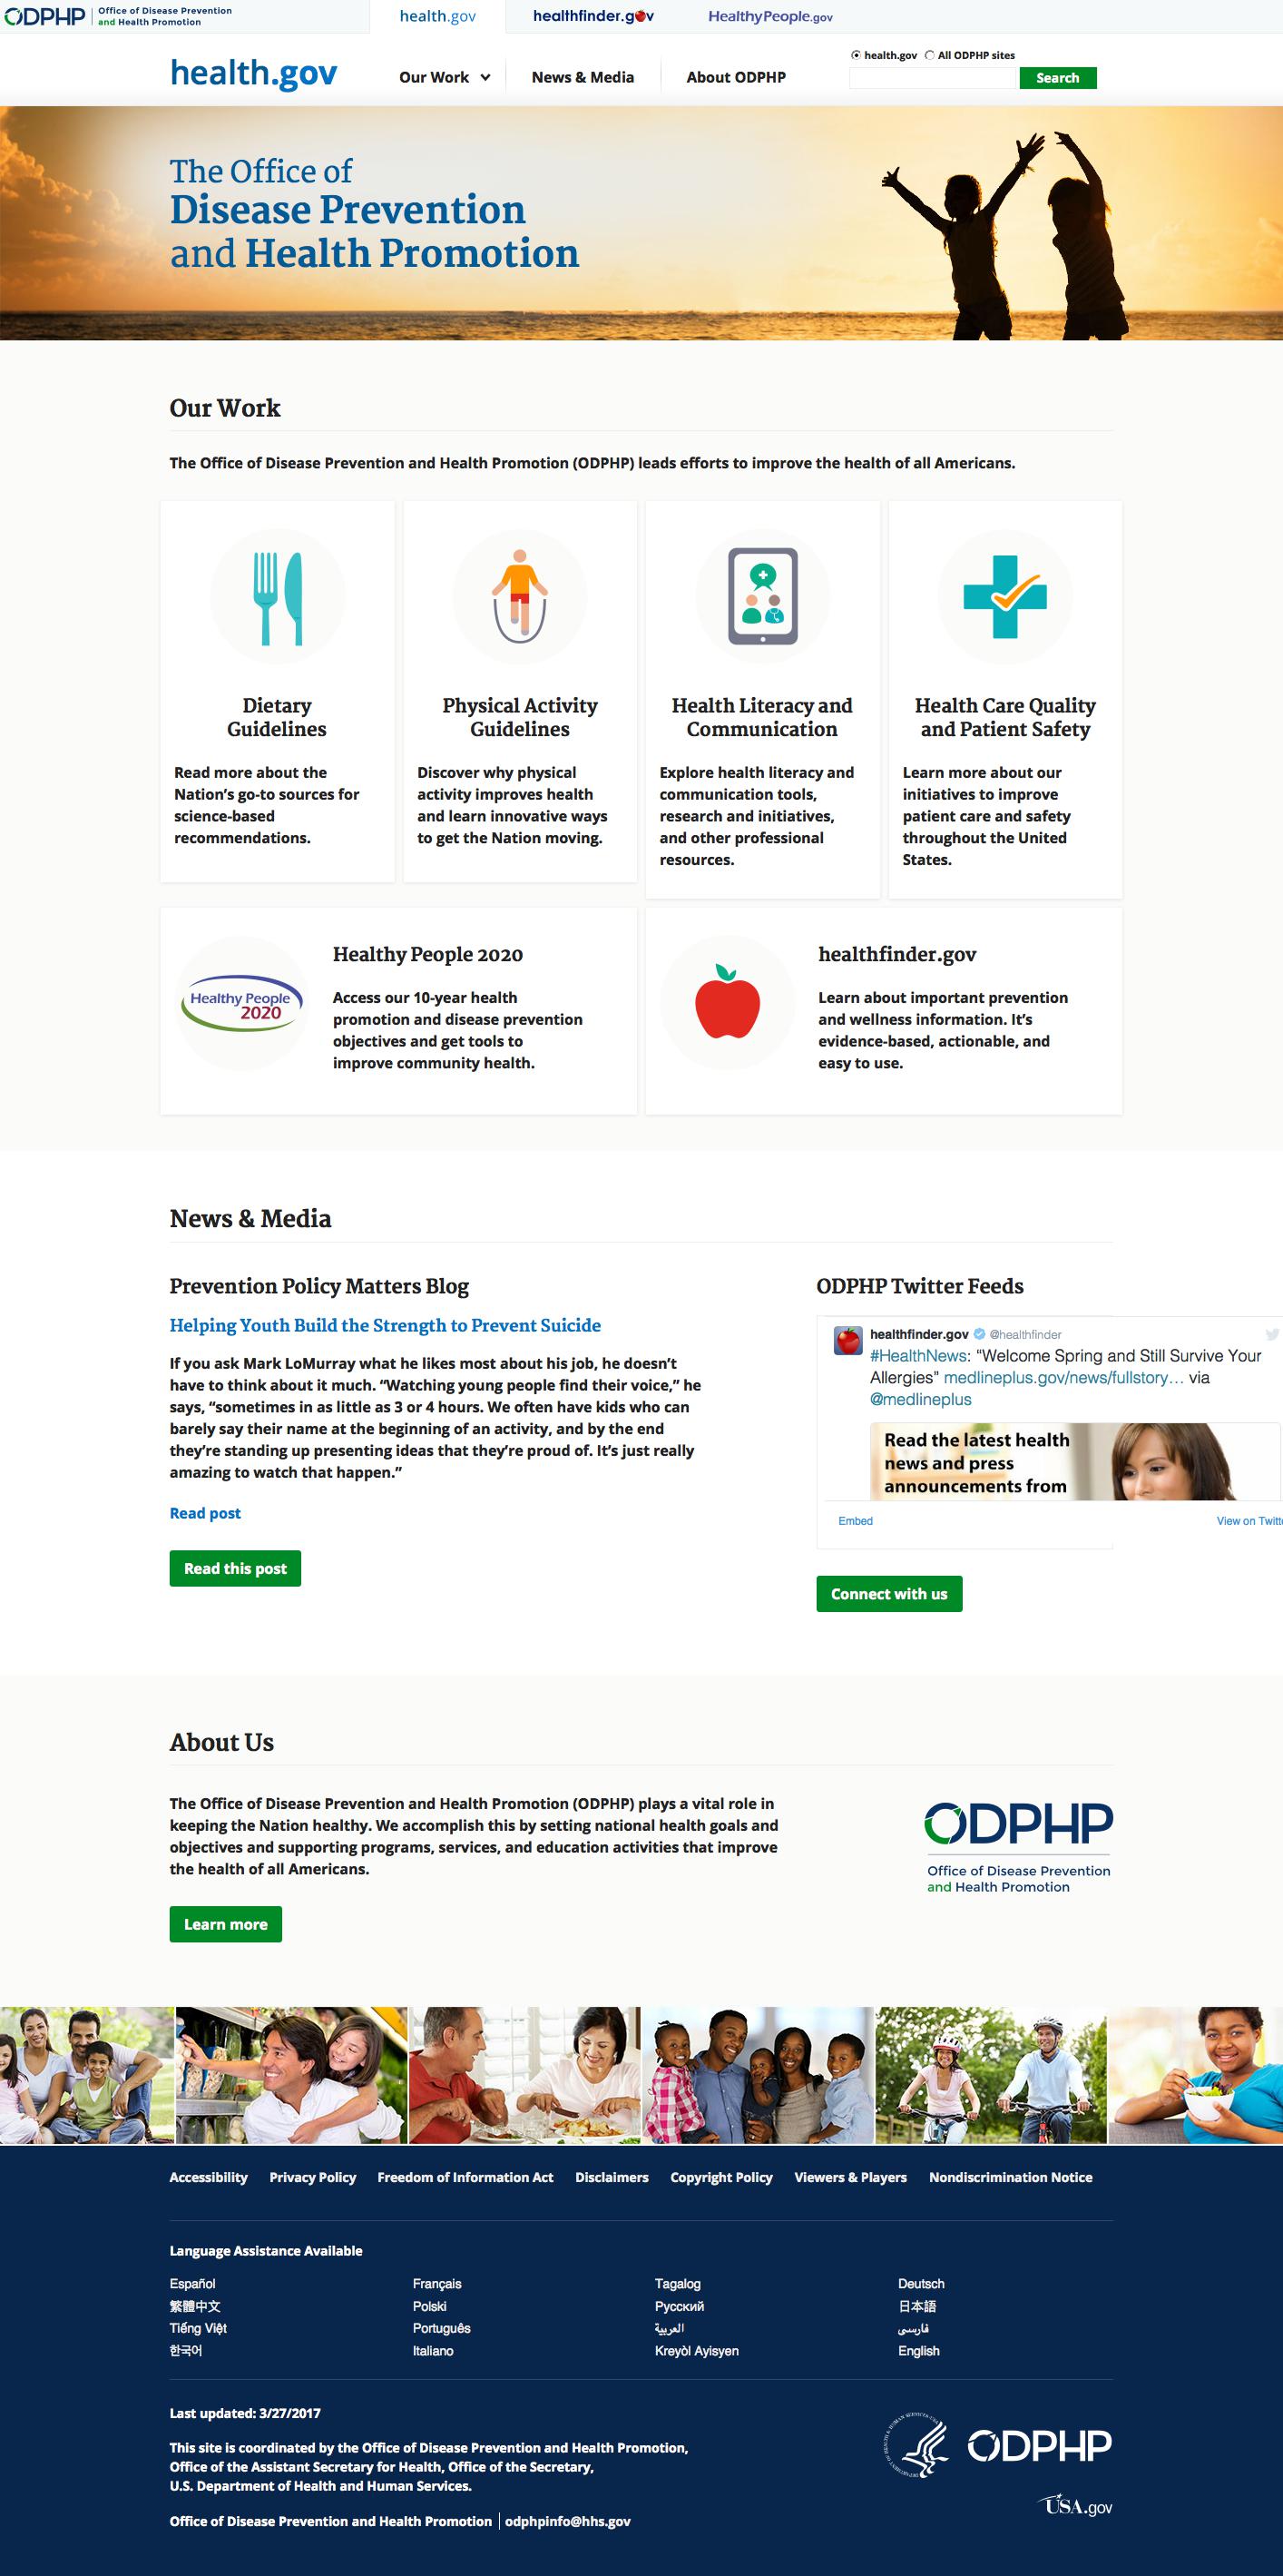 ODPHP
Office of Disease Prevention
and Health Promotion
health.gov
healthfinder.gov
HealthyPeople.gov
health.gov
Our Work
News & Media
About ODPHP
health.gov
All ODPHP sites
Search
The Office of
Disease Prevention
and Health Promotion
Our Work
The Office of Disease Prevention and Health Promotion (ODPHP) leads efforts to improve the health of all Americans.
Dietary
Guidelines
Read more about the
Nation’s go-to sources for
science-based
recommendations.
Physical Activity
Guidelines
Discover why physical
activity improves health
and learn innovative ways
to get the Nation moving.
Health Literacy and
Communication
Explore health literacy and
communication tools,
research and initiatives,
and other professional
resources.
Health Care Quality
and Patient Safety
Learn more about our
initiatives to improve
patient care and safety
throughout the United
States.
Healthy People
2020
Healthy People 2020
Access our 10-year health
promotion and disease prevention
objectives and get tools to
improve community health.
healthfinder.gov
Learn about important prevention
and wellness information. It’s
evidence-based, actionable, and
easy to use.
News & Media
Prevention Policy Matters Blog
Helping Youth Build the Strength to Prevent Suicide
If you ask Mark LoMurray what he likes most about his job, he doesn’t
have to think about it much. “Watching young people find their voice,” he
says, “sometimes in as little as 3 or 4 hours. We often have kids who can
barely say their name at the beginning of an activity, and by the end
they’re standing up presenting ideas that they’re proud of. It’s just really
amazing to watch that happen.”
Read post
Read this post
ODPHP Twitter Feeds
healthfinder.gov @healthfinder
#HealthNews: “Welcome Spring and Still Survive Your
Allergies” medlineplus.gov/news/fullstory… via
@medlineplus
Read the latest health
news and press
announcements from
Embed
View on Twitte
Connect with us
About Us
The Office of Disease Prevention and Health Promotion (ODPHP) plays a vital role in
keeping the Nation healthy. We accomplish this by setting national health goals and
objectives and supporting programs, services, and education activities that improve
the health of all Americans.
Learn more
ODPHP
Office of Disease Prevention
and Health Promotion
Accessibility
Privacy Policy
Freedom of Information Act
Disclaimers
Copyright Policy
Viewers & Players
Nondiscrimination Notice
Language Assistance Available
Español
Français
Tagalog
Deutsch
繁體中文
Polski
Русский
日本語
Tiếng Việt
Português
العربية
فارسی
한국어
Italiano
Kreyòl Ayisyen
English
Last updated: 3/27/2017
This site is coordinated by the Office of Disease Prevention and Health Promotion,
Office of the Assistant Secretary for Health, Office of the Secretary,
U.S. Department of Health and Human Services.
Office of Disease Prevention and Health Promotion
odphpinfo@hhs.gov
ODPHP
USA.gov